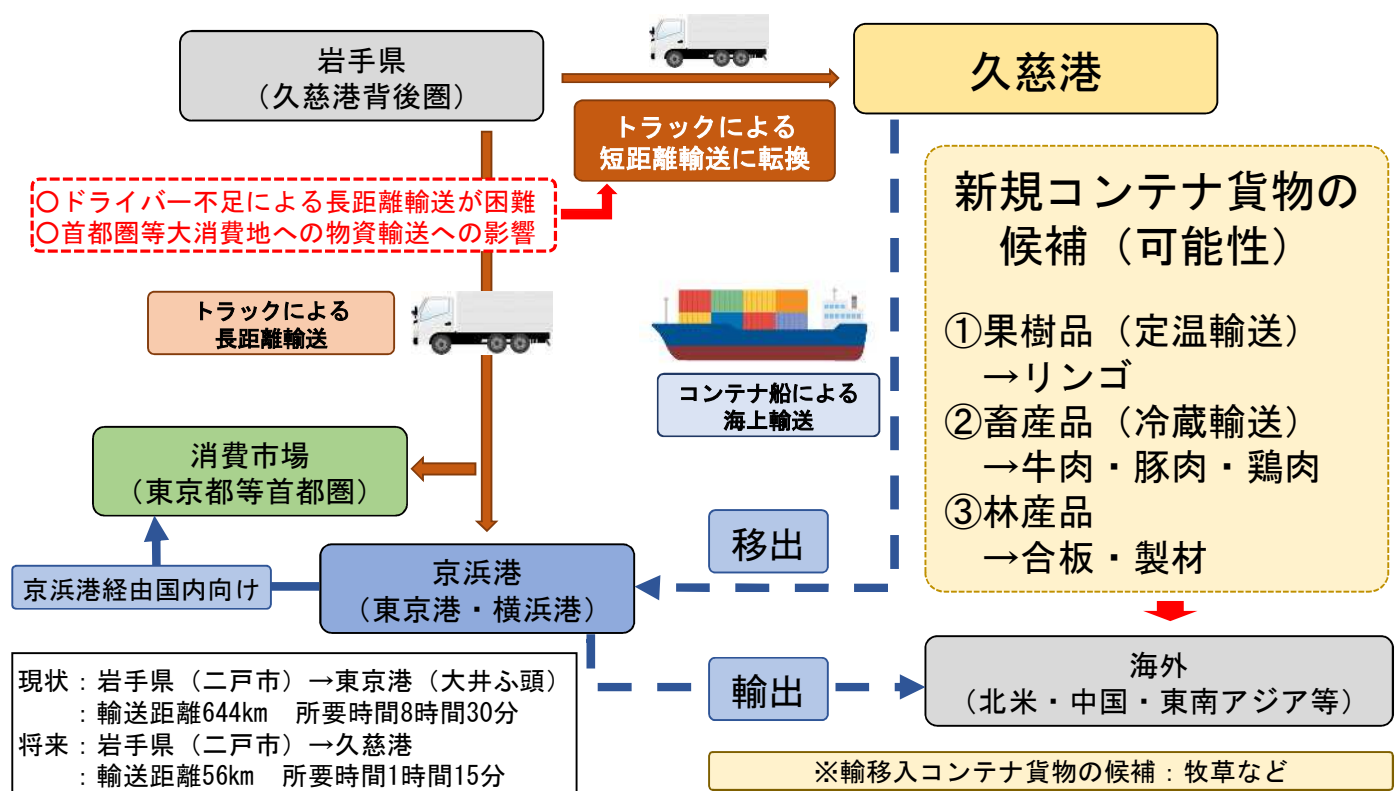 岩手県
（久慈港背後圏）
久慈港
トラックによる
短距離輸送に転換
〇ドライバー不足による長距離輸送が困難
〇首都圏等大消費地への物資輸送への影響
新規コンテナ貨物の
候補（可能性）
①果樹品（定温輸送）
→リンゴ
②畜産品（冷蔵輸送）
→牛肉・豚肉・鶏肉
③林産品
→合板・製材
トラックによる
長距離輸送
コンテナ船による
海上輸送
消費市場
（東京都等首都圏）
移出
京浜港経由国内向け
京浜港
（東京港・横浜港）
輸出
海外
（北米・中国・東南アジア等）
現状：岩手県（二戸市）→東京港（大井ふ頭）
：輸送距離644km　所要時間8時間30分
将来：岩手県（二戸市）→久慈港
：輸送距離56km　所要時間1時間15分
※輸移入コンテナ貨物の候補：牧草など